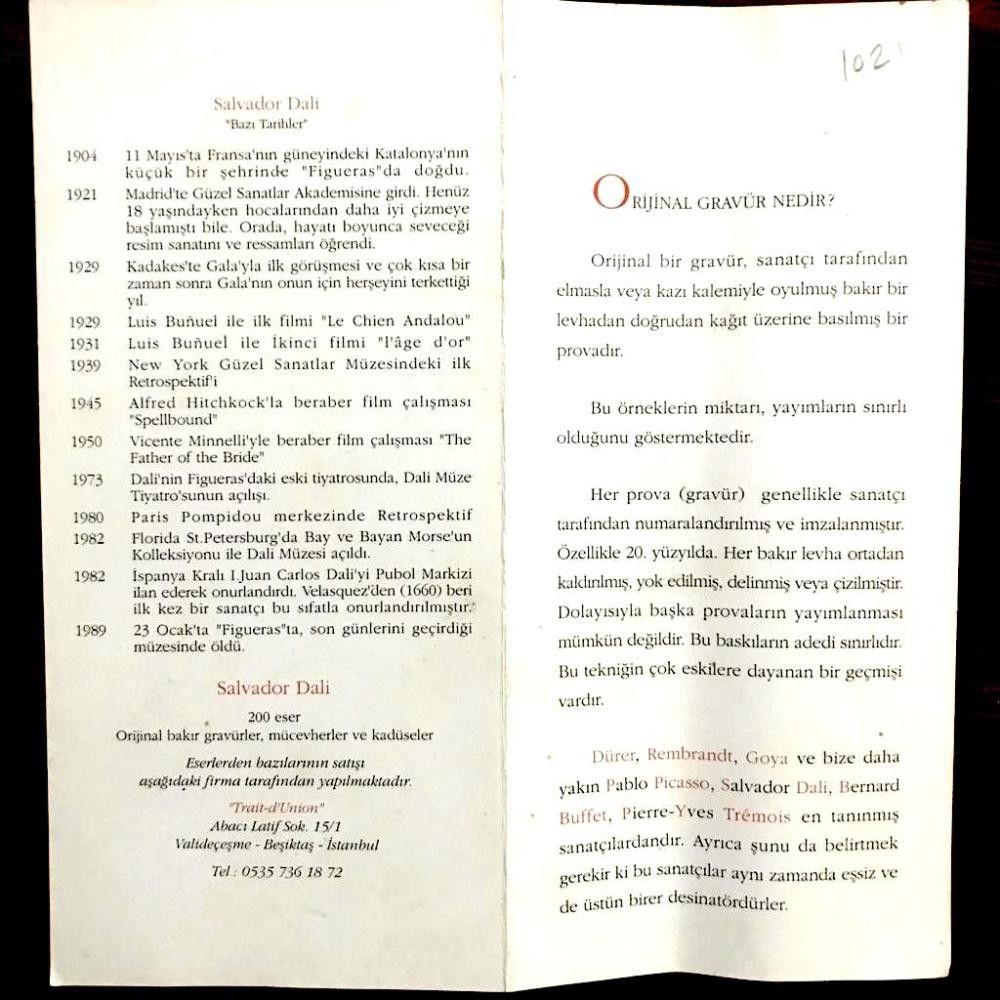 Salvador Dali
"Bazı Tarihler"
1904 11 Mayıs'ta Fransa'nın güneyindeki Katalonya'nın
küçük bir şehrinde "Figueras"da doğdu.
1921 Madrid'te Güzel Sanatlar Akademisine girdi. Henüz
18 yaşındayken hocalarından daha iyi çizmeye
başlamıştı bile. Orada, hayatı boyunca seveceği
resim sanatını ve ressamları öğrendi.
1929 Kadakes'te Gala'yla ilk görüşmesi ve çok kısa bir
zaman sonra Gala'nın onun için herşeyini terkettiği
yıl.
1929 Luis Buñuel ile ilk filmi "Le Chien Andalou"
1931 Luis Buñuel ile İkinci filmi "l'âge d'or"
1939 New York Güzel Sanatlar Müzesindeki ilk
Retrospektif'i
1945 Alfred Hitchkock'la beraber film çalışması
"Spellbound"
1950 Vicente Minnelli'yle beraber film çalışması "The
Father of the Bride"
1973 Dali'nin Figueras'daki eski tiyatrosunda, Dali Müze
Tiyatro'sunun açılışı.
1980 Paris Pompidou merkezinde Retrospektif
1982 Florida St.Petersburg'da Bay ve Bayan Morse'un
Kolleksiyonu ile Dali Müzesi açıldı.
1982 İspanya Kralı I.Juan Carlos Dali'yi Pubol Markizi
ilan ederek onurlandırdı. Velasquez'den (1660) beri
ilk kez bir sanatçı bu sıfatla onurlandırılmıştır.
1989 23 Ocak'ta "Figueras"ta, son günlerini geçirdiği
müzesinde öldü.
Salvador Dali
200 eser
Orijinal bakır gravürler, mücevherler ve kadüseler
Eserlerden bazılarının satışı
aşağıdaki firma tarafından yapılmaktadır.
"Trait-d'Union"
Abacı Latif Sok. 15/1
Valideçeşme - Beşiktaş - İstanbul
Tel.: 0535 736 18 72
102
ORİJİNAL GRAVÜR NEDİR?
Orijinal bir gravür, sanatçı tarafından
elmasla veya kazı kalemiyle oyulmuş bakır bir
levhadan doğrudan kağıt üzerine basılmış bir
provadır.
Bu örneklerin miktarı, yayımların sınırlı
olduğunu göstermektedir.
Her prova (gravür) genellikle sanatçı
tarafından numaralandırılmış ve imzalanmıştır.
Özellikle 20. yüzyılda. Her bakır levha ortadan
kaldırılmış, yok edilmiş, delinmiş veya çizilmiştir.
Dolayısıyla başka provaların yayımlanması
mümkün değildir. Bu baskıların adedi sınırlıdır.
Bu tekniğin çok eskilere dayanan bir geçmişi
vardır.
Dürer, Rembrandt, Goya ve bize daha
yakın Pablo Picasso, Salvador Dali, Bernard
Buffet, Pierre-Yves Trémois en tanınmış
sanatçılardandır. Ayrıca şunu da belirtmek
gerekir ki bu sanatçılar aynı zamanda eşsiz ve
de üstün birer desinatördürler.